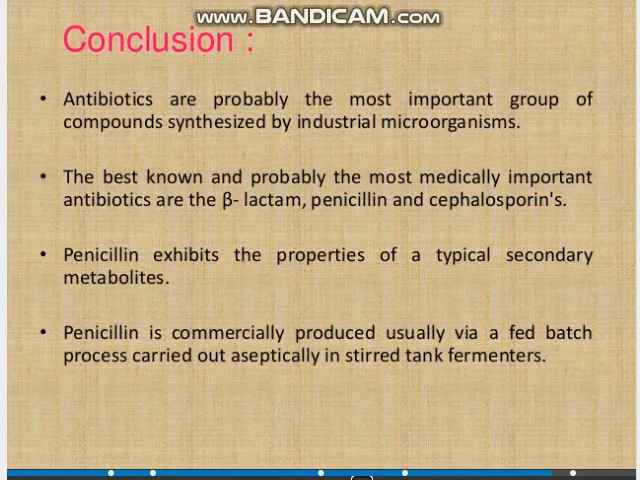 www.BANDICAM.com
Conclusion :
• Antibiotics are probably the most important group of
compounds synthesized by industrial microorganisms.
• The best known and probably the most medically important
antibiotics are the β- lactam, penicillin and cephalosporin's.
• Penicillin exhibits the properties of a typical secondary
metabolites.
• Penicillin is commercially produced usually via a fed batch
process carried out aseptically in stirred tank fermenters.